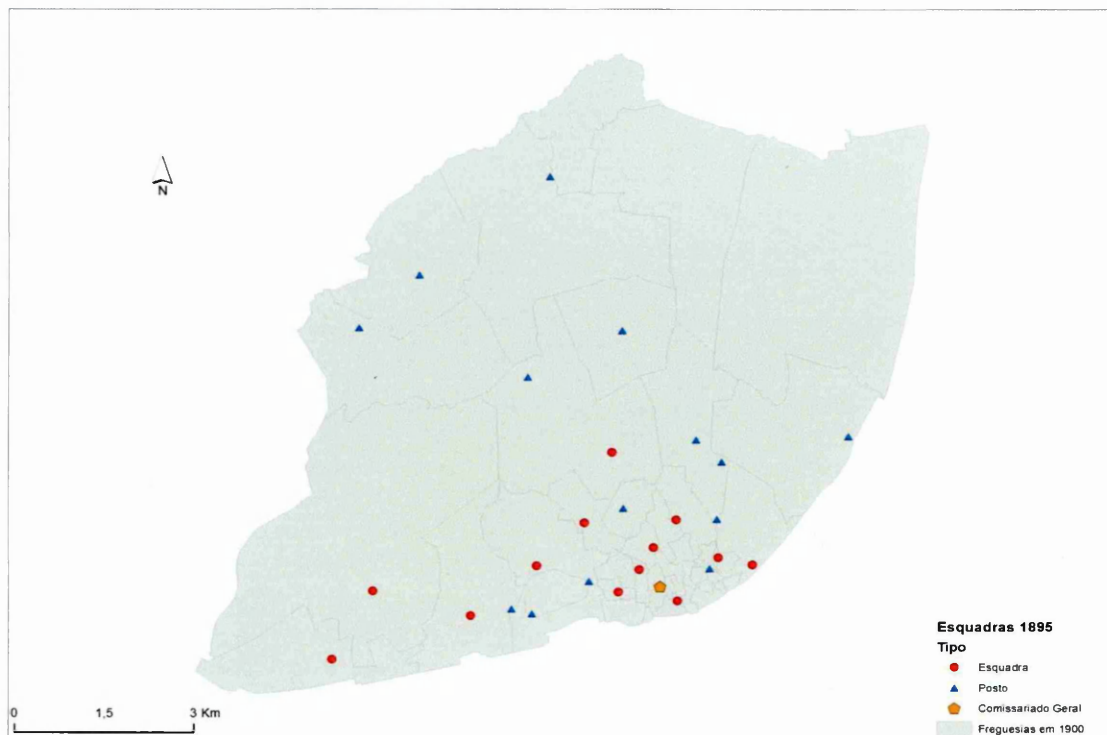 N
0 1,5 3 Km
Esquadras 1895
Tipo
Esquadra
Posto
Comissariado Geral
Freguesias em 1900